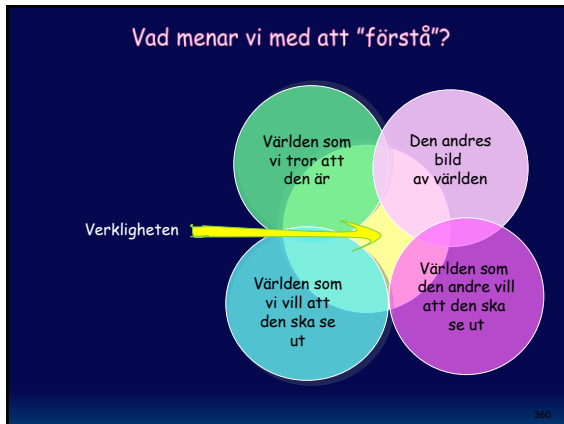 Vad menar vi med att ”förstå”?
Världen som
vi tror att
den är
Den andres
bild
av världen
Verkligheten
Världen som
vi vill att
den ska se
ut
Världen som
den andre vill
att den ska
se ut
360